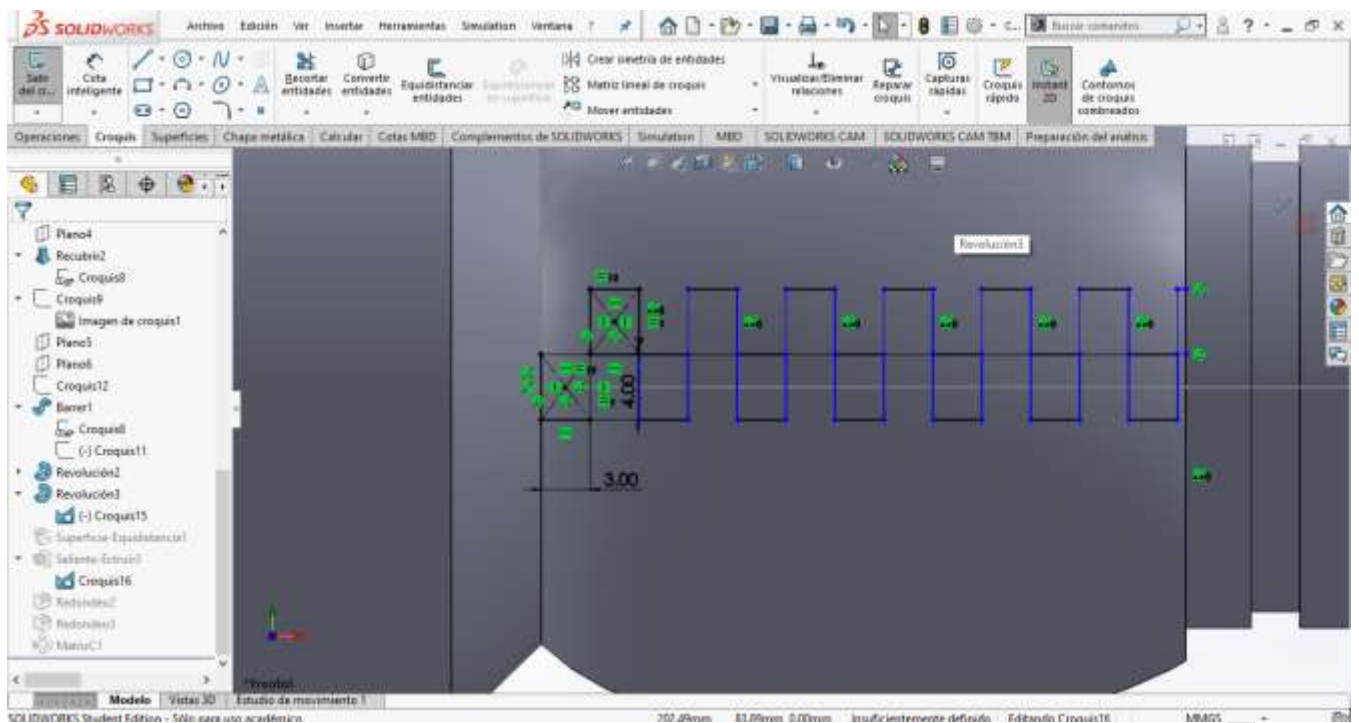 SOLIDWORKS
Archivo Edición Ver Insertar Herramientas Simulation Ventana ?
Buscar comandos
Cota inteligente
Recortar entidades
Convertir entidades
Equidistanciar entidades
Crear simetría de entidades
Matriz lineal de croquis
Mover entidades
Visualizar/Eliminar relaciones
Reparar croquis
Capturas rápidas
Croquis rápido
Instant 2D
Contornos de croquis sombreados
Operaciones Croquis Superficies Chapa metálica Calcular Cotas MBD Complementos de SOLIDWORKS Simulation MBD SOLIDWORKS CAM SOLIDWORKS CAM TBM Preparación del análisis
Plano4
Recubrir2
Croquis8
Croquis9
Imagen de croquis1
Plano5
Plano6
Croquis12
Barrer1
Croquis8
(-) Croquis11
Revolución2
Revolución3
(-) Croquis15
Superficie-Equidistancia1
Saliente-Extruir3
Croquis16
Redondeo2
Redondeo3
MatrizC1
Revolución3
4.00
3.00
*Frontal
Modelo Vistas 3D Estudio de movimiento 1
SOLIDWORKS Student Edition - Sólo para uso académico.
202.49mm 83.09mm 0.00mm Insuficientemente definido Editando Croquis16 MMGS